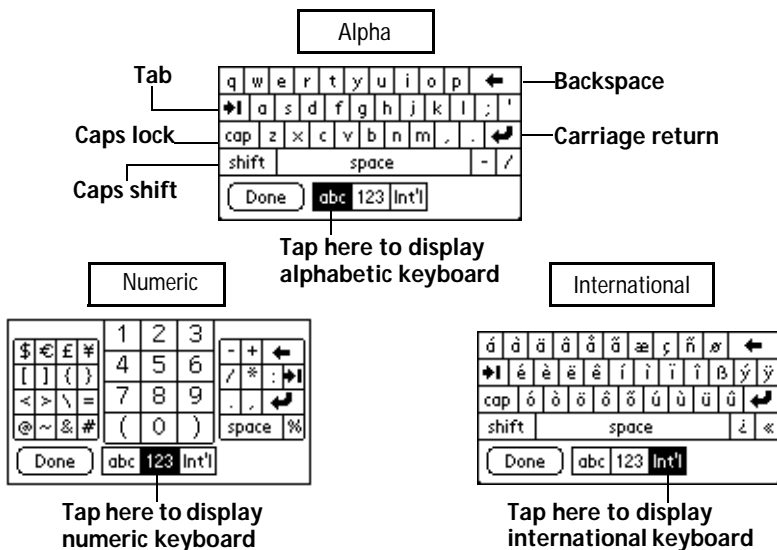 Alpha
Tab
q w e r t y u i o p
Backspace
a s d f g h j k l ; '
Caps lock
cap z x c v b n m , .
Carriage return
shift space - /
Caps shift
Done abc 123 Int'l
Tap here to display
alphabetic keyboard
Numeric
1 2 3
$ € £ ¥ - +
4 5 6
[ ] { } / * :
7 8 9
< > \ = . ,
@ ~ & # ( 0 ) space %
Done abc 123 Int'l
Tap here to display
numeric keyboard
International
á à ä â å ã æ ç ñ ø
é è ë ê í ì ï î ß ý ÿ
cap ó ò ö ô õ ú ù ü û
shift space ¿ «
Done abc 123 Int'l
Tap here to display
international keyboard